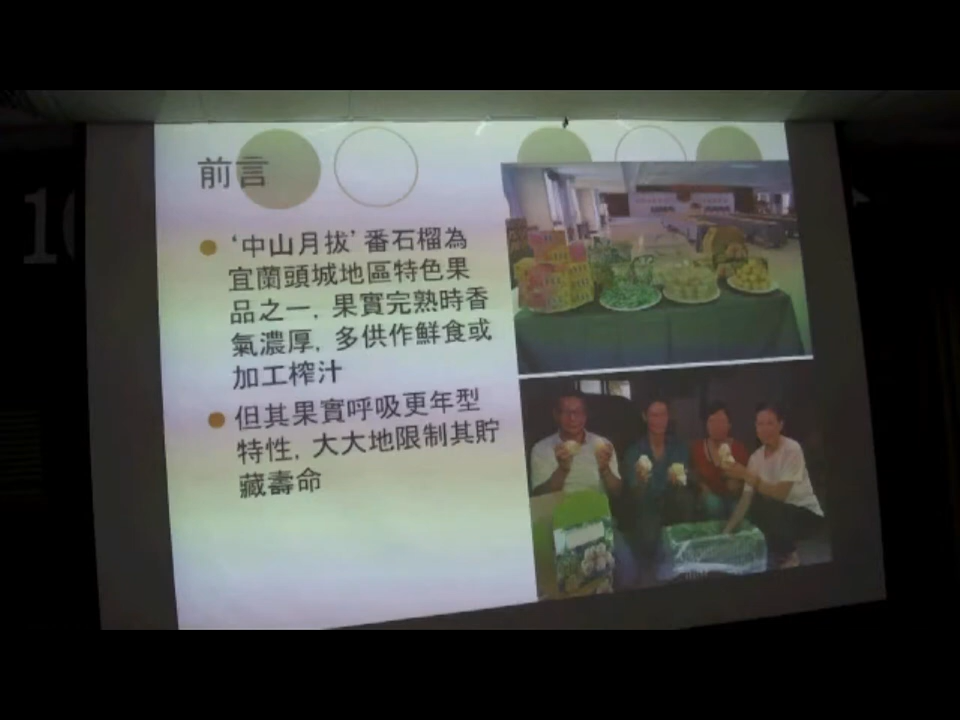 前言
‘中山月拔’番石榴為
宜蘭頭城地區特色果
品之一，果實完熟時香
氣濃厚，多供作鮮食或
加工榨汁
但其果實呼吸更年型
特性，大大地限制其貯
藏壽命